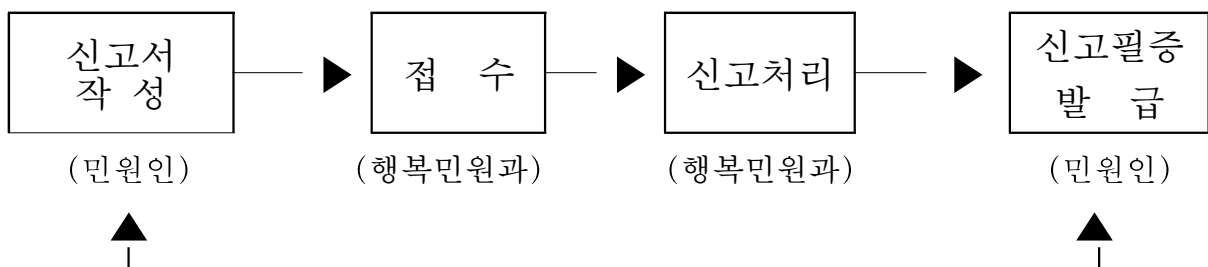 신고서
작 성
접 수
신고처리
신고필증
발 급
(민원인)
(행복민원과)
(행복민원과)
(민원인)